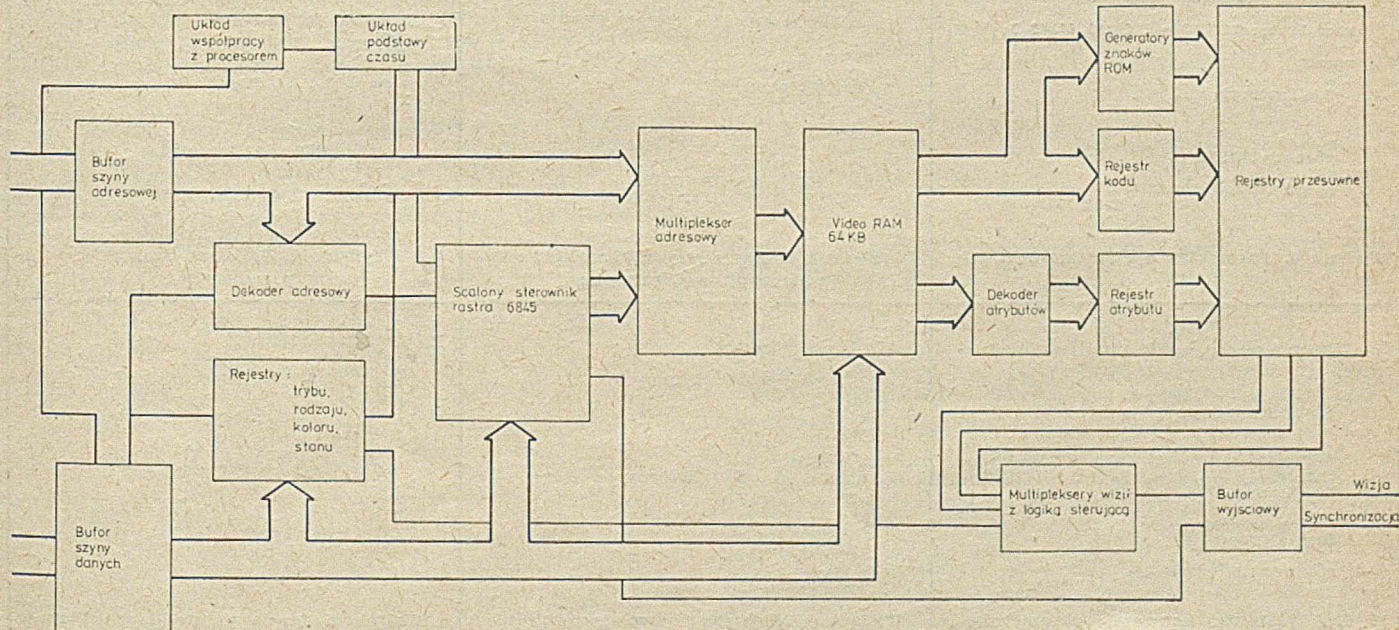 Układ
współpracy
z procesorem
Układ
podstawy
czasu
Generatory
znaków
ROM
Bufor
szyny
adresowej
Rejestr
kodu
Rejestry przesuwne
Multiplekser
adresowy
Video RAM
64 KB
Dekoder adresowy
Scalony sterownik
rastra 6845
Dekoder
atrybutów
Rejestr
atrybutu
Rejestry :
trybu,
rodzaju,
koloru,
stanu
Bufor
szyny
danych
Multipleksery wizji
z logiką sterującą
Bufor
wyjściowy
Wizja
Synchronizacja